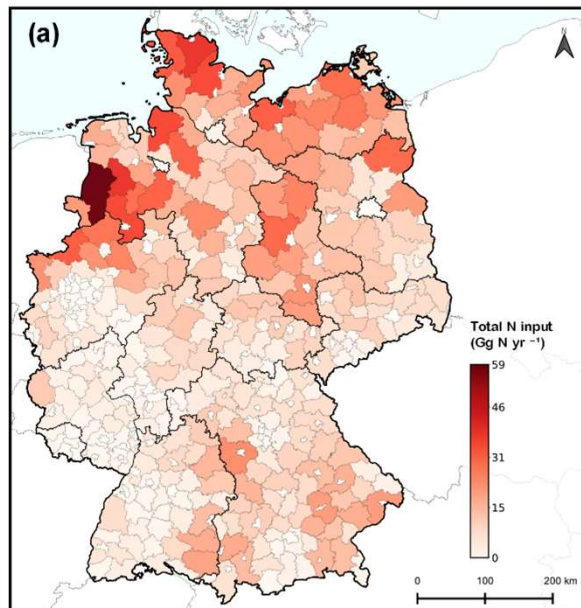 (a)
N
Total N input
(Gg N yr ⁻¹)
59
46
31
15
0
0 100 200 km